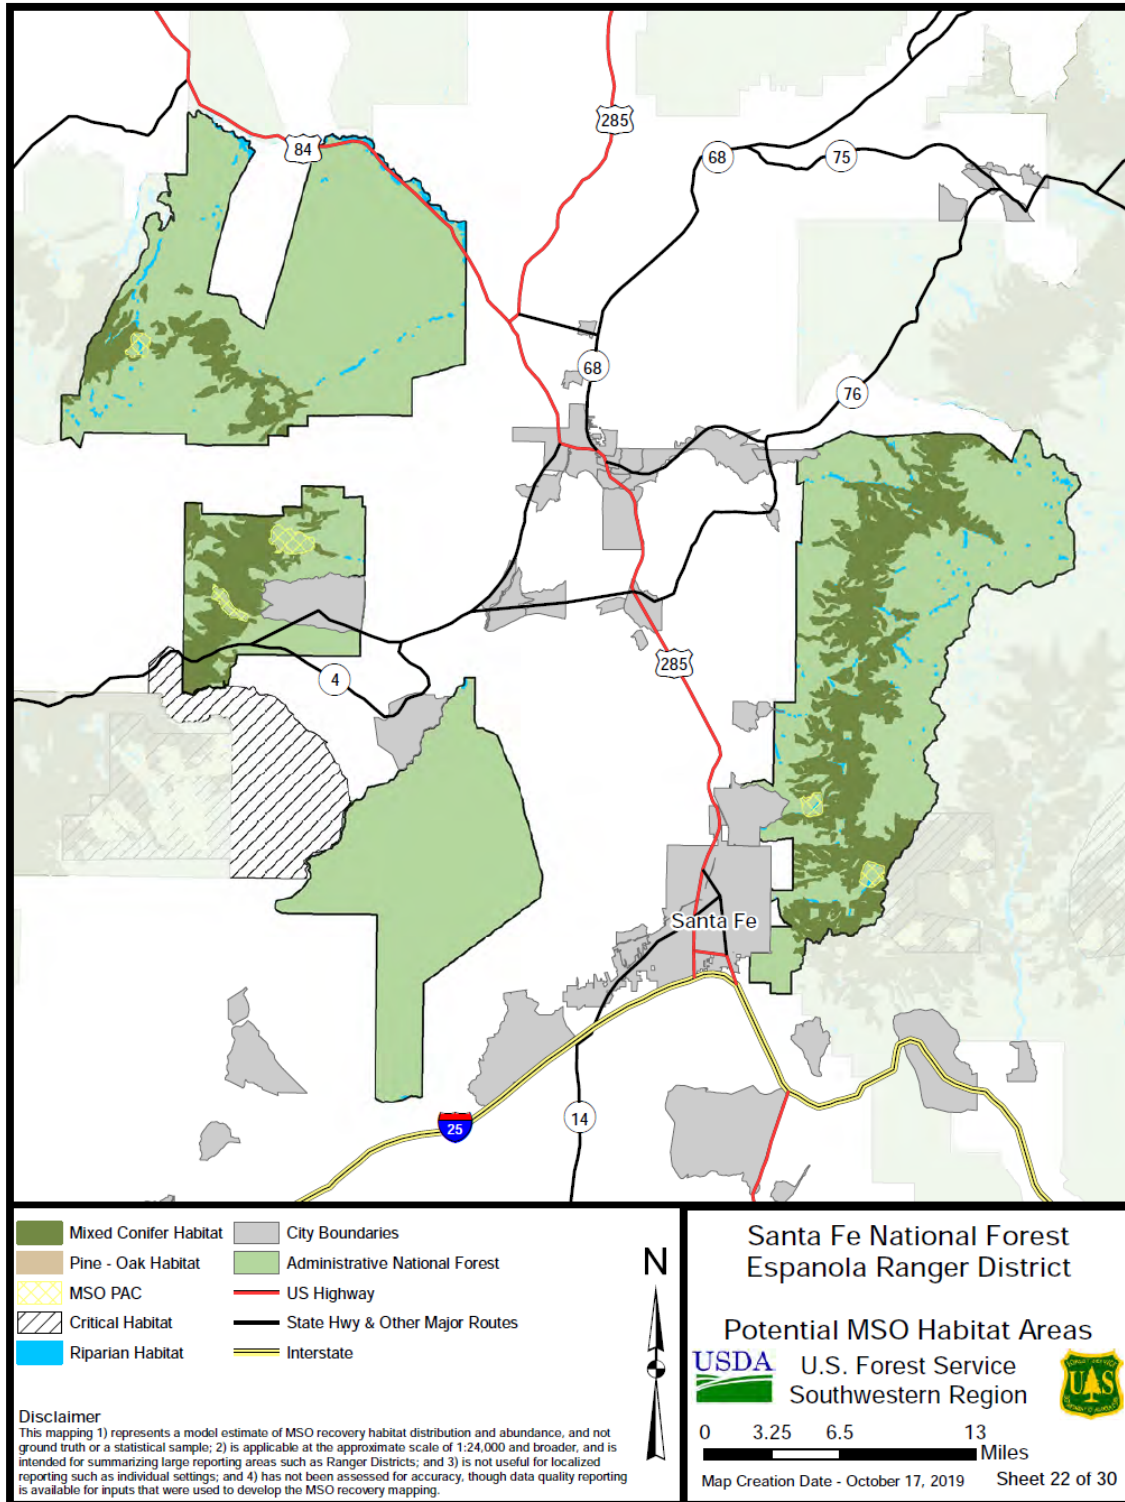 84
285
68
75
68
76
4
285
Santa Fe
25
14
Mixed Conifer Habitat
Pine - Oak Habitat
MSO PAC
Critical Habitat
Riparian Habitat
City Boundaries
Administrative National Forest
US Highway
State Hwy & Other Major Routes
Interstate
N
Disclaimer
This mapping 1) represents a model estimate of MSO recovery habitat distribution and abundance, and not
ground truth or a statistical sample; 2) is applicable at the approximate scale of 1:24,000 and broader, and is
intended for summarizing large reporting areas such as Ranger Districts; and 3) is not useful for localized
reporting such as individual settings; and 4) has not been assessed for accuracy, though data quality reporting
is available for inputs that were used to develop the MSO recovery mapping.
Santa Fe National Forest
Espanola Ranger District
Potential MSO Habitat Areas
USDA
U.S. Forest Service
Southwestern Region
UAS
0 3.25 6.5 13
Miles
Map Creation Date - October 17, 2019
Sheet 22 of 30